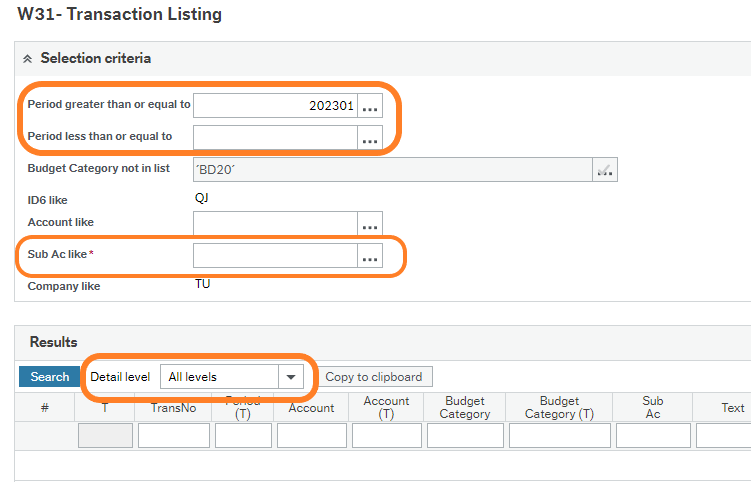 W31- Transaction Listing
Selection criteria
Period greater than or equal to 202301 ...
Period less than or equal to ...
Budget Category not in list ´BD20´ ...
ID6 like QJ
Account like ...
Sub Ac like * ...
Company like TU
Results
Search Detail level All levels Copy to clipboard
# T TransNo Period (T) Account Account (T) Budget Category Budget Category (T) Sub Ac Text